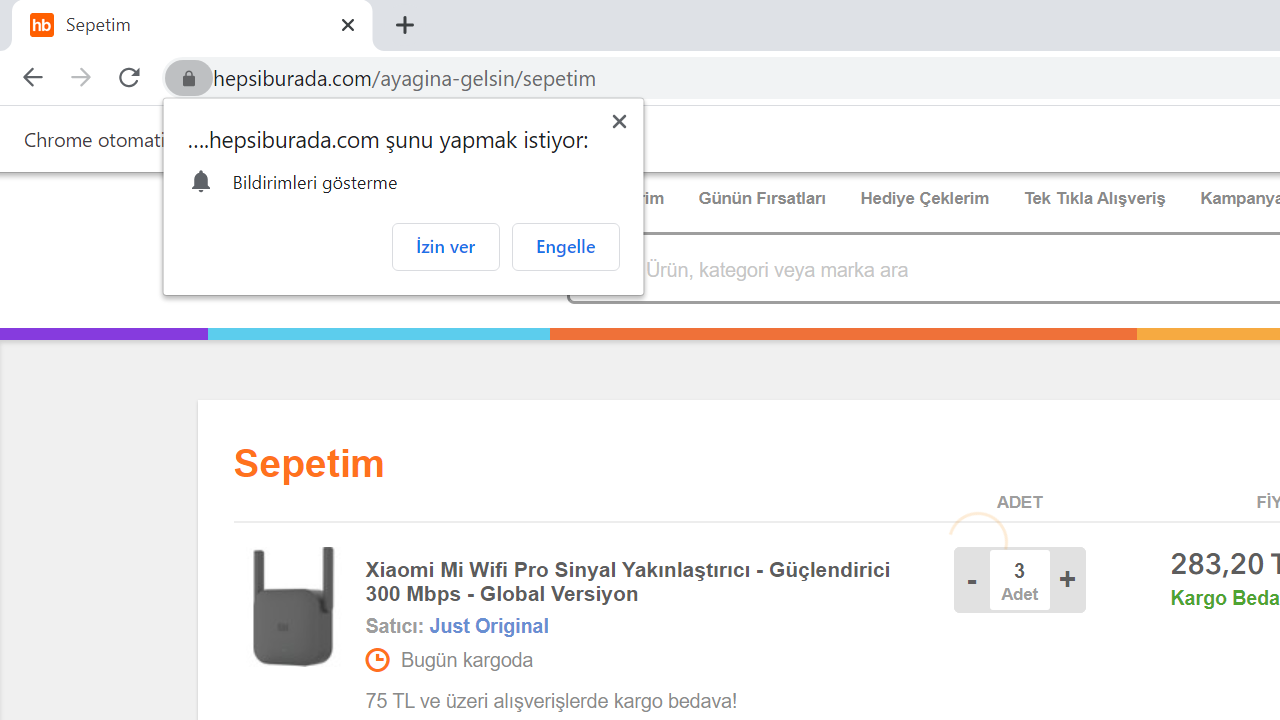 hb Sepetim
hepsiburada.com/ayagina-gelsin/sepetim
Chrome otomati
....hepsiburada.com şunu yapmak istiyor:
Bildirimleri gösterme
İzin ver Engelle
rim Günün Fırsatları Hediye Çeklerim Tek Tıkla Alışveriş Kampanya
Ürün, kategori veya marka ara
Sepetim
ADET FİY
Xiaomi Mi Wifi Pro Sinyal Yakınlaştırıcı - Güçlendirici
300 Mbps - Global Versiyon
- 3 +
Adet
283,20 T
Kargo Beda
Satıcı: Just Original
Bugün kargoda
75 TL ve üzeri alışverişlerde kargo bedava!